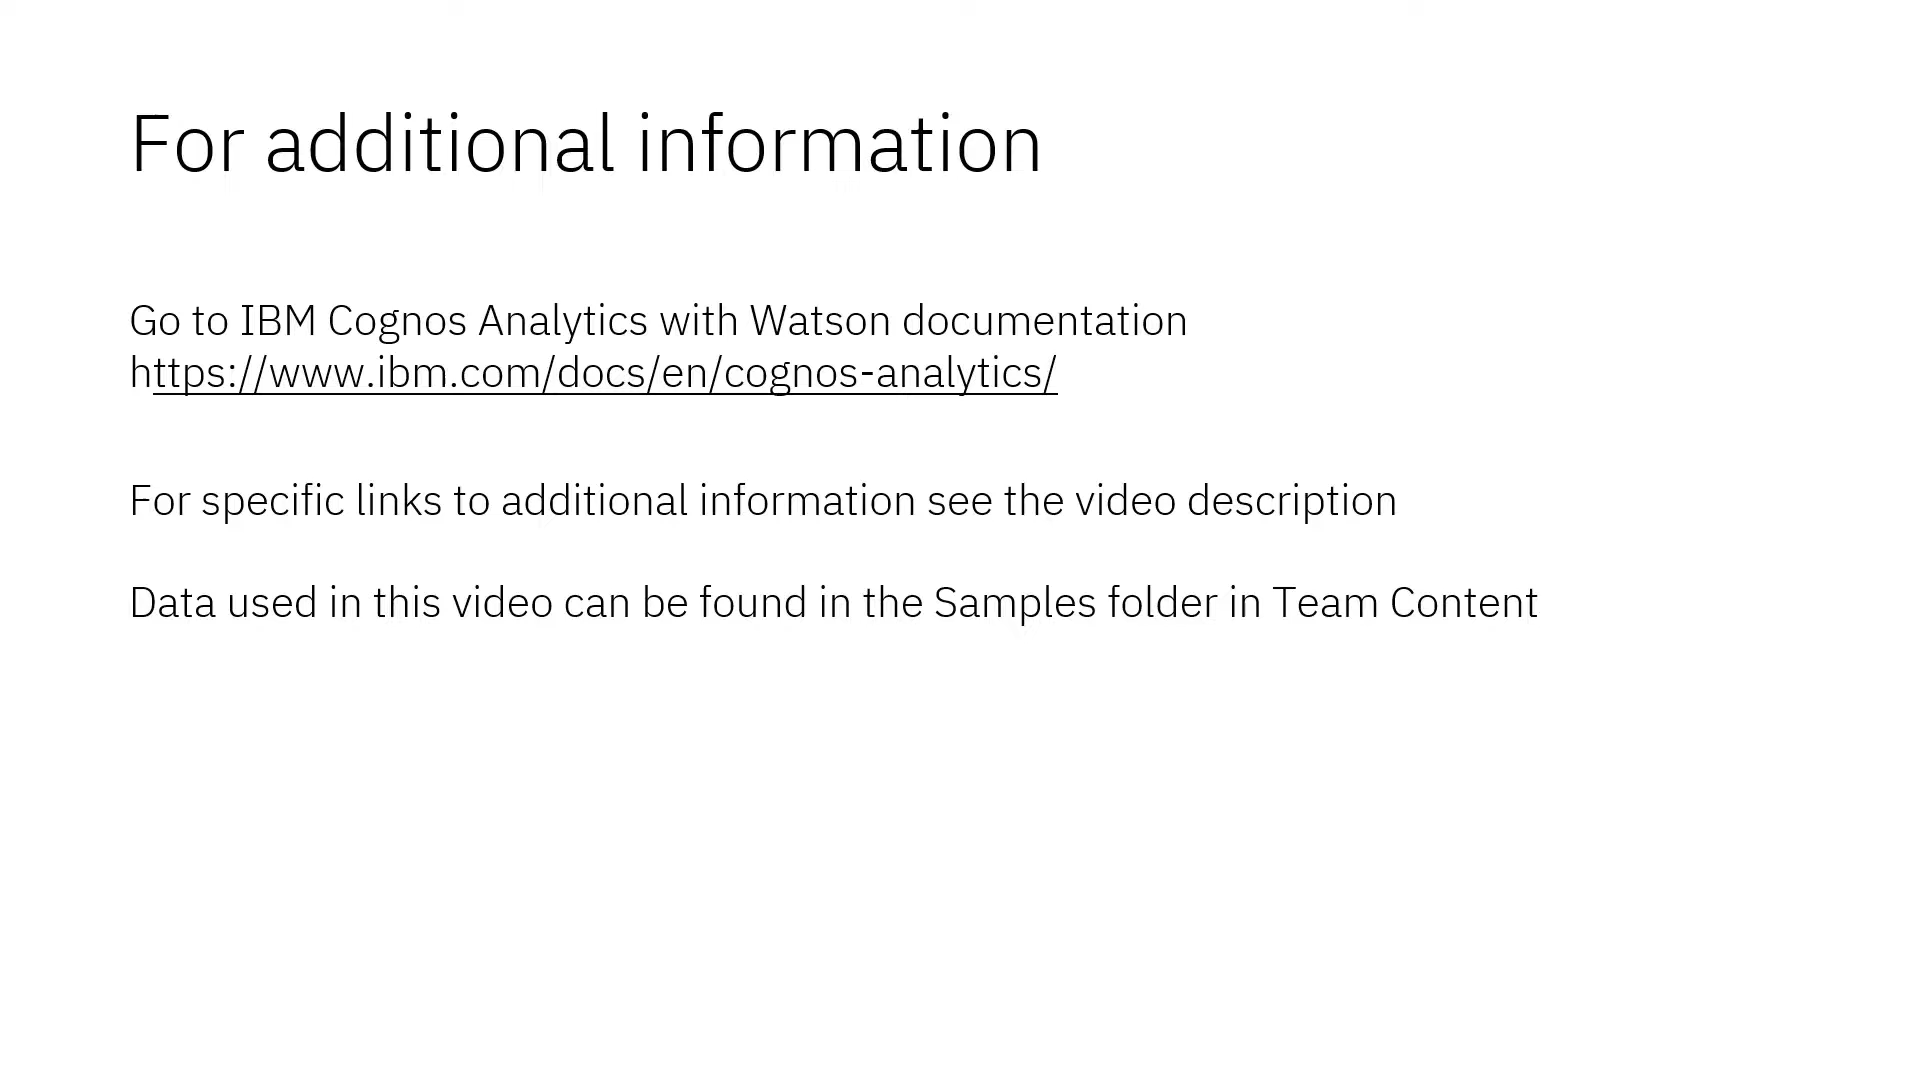 For additional information
Go to IBM Cognos Analytics with Watson documentation
https://www.ibm.com/docs/en/cognos-analytics/
For specific links to additional information see the video description
Data used in this video can be found in the Samples folder in Team Content